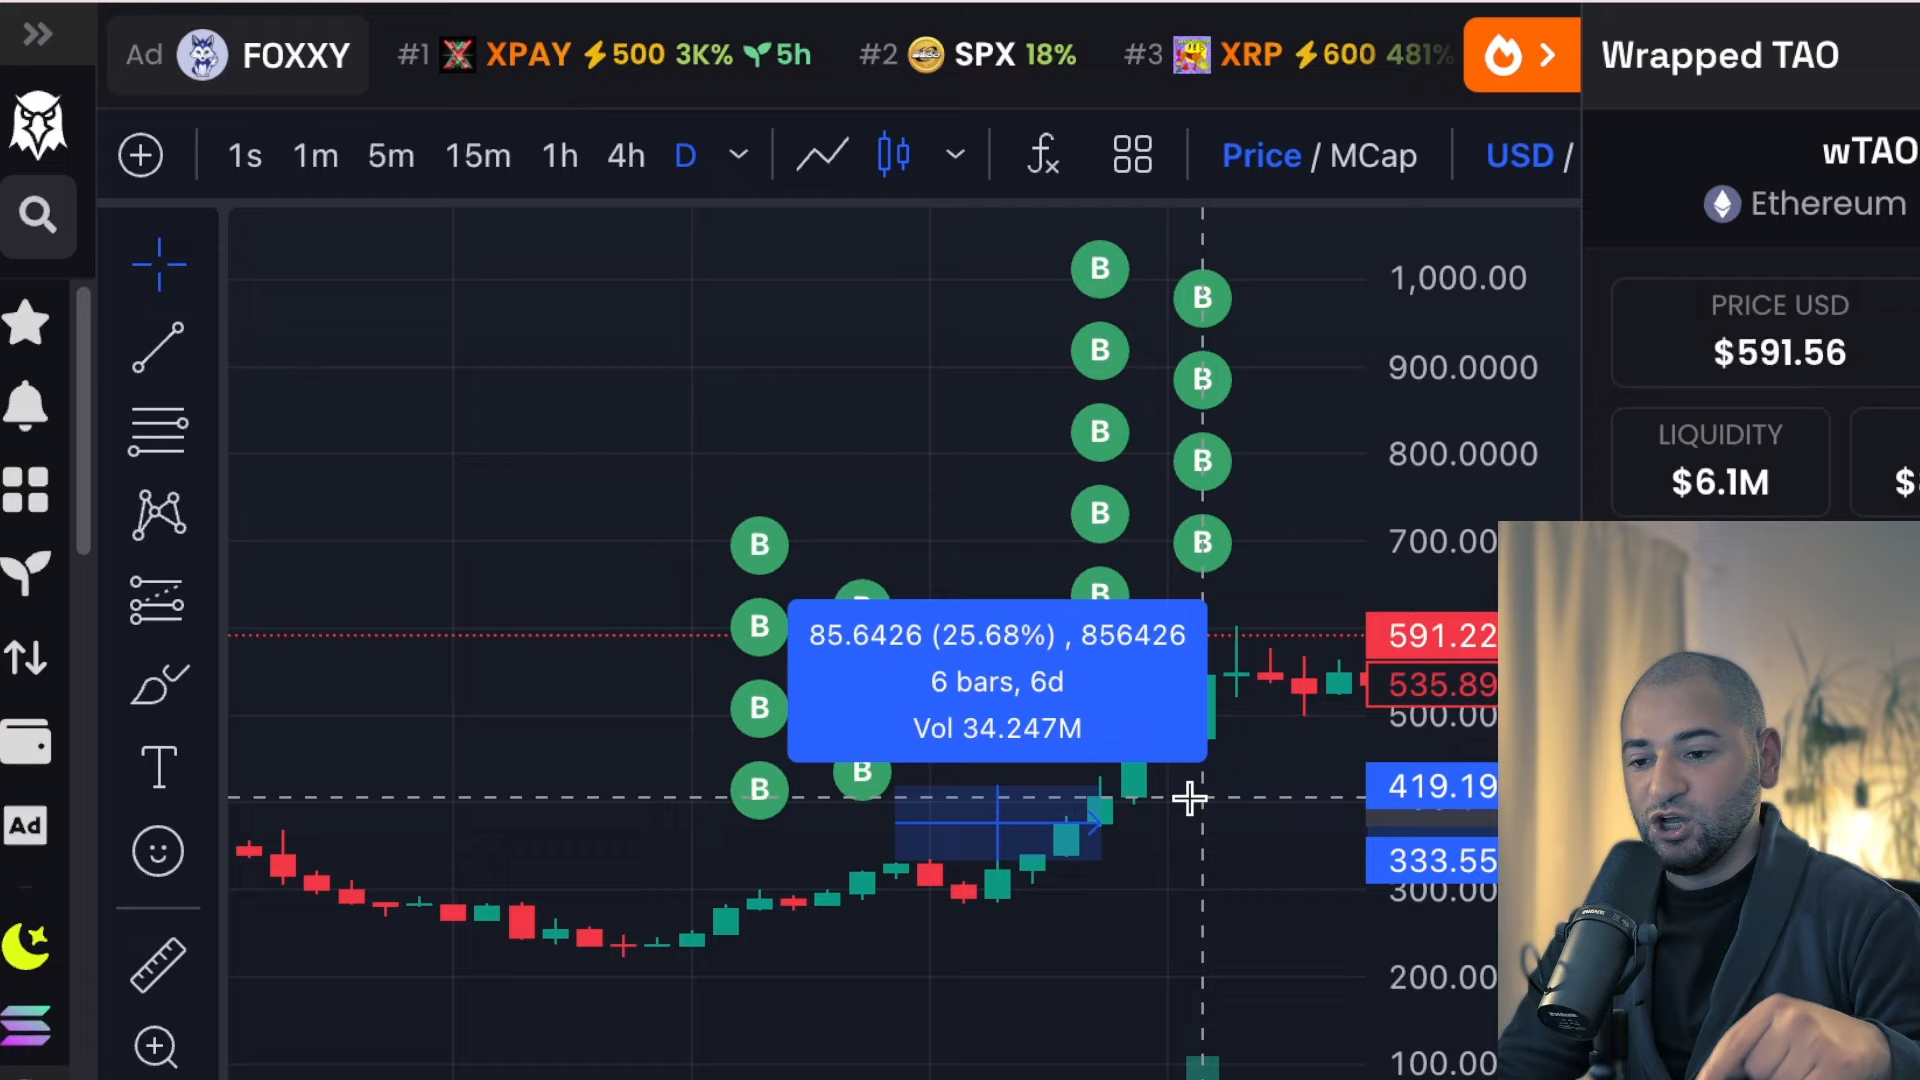 Ad FOXXY #1 XPAY 500 3K% 5h #2 SPX 18% #3 XRP 600 481%
Wrapped TAO
1s 1m 5m 15m 1h 4h D
Price / MCap
USD /
wTAO
Ethereum
PRICE USD
$591.56
LIQUIDITY
$6.1M
$
1,000.00
900.0000
800.0000
700.00
591.22
535.89
500.00
419.19
333.55
300.00
200.00
100.00
B
B
B
B
B
B
B
B
B
B
B
B
B
B
85.6426 (25.68%) , 856426
6 bars, 6d
Vol 34.247M
T
Ad